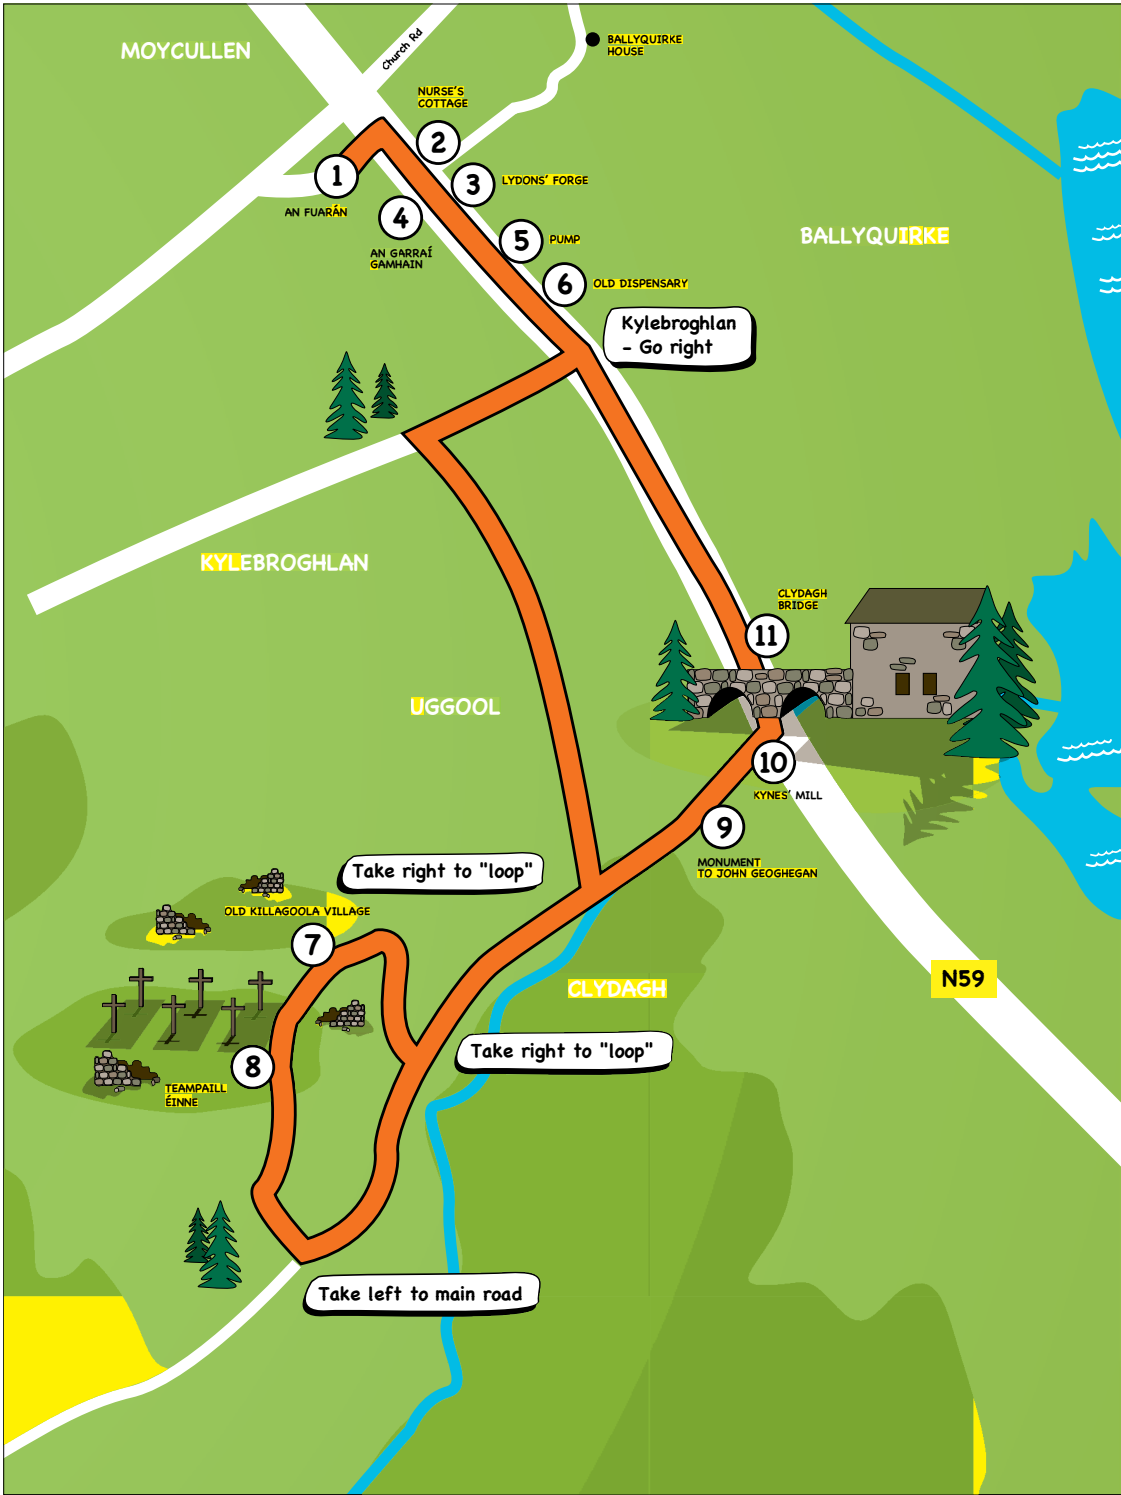 MOYCULLEN
Church Rd
BALLYQUIRKE
HOUSE
NURSE'S
COTTAGE
2
1
3
LYDONS' FORGE
AN FUARÁN
4
AN GARRAÍ
GAMHAIN
5
PUMP
BALLYQUIRKE
6
OLD DISPENSARY
Kylebroghlan
- Go right
KYLEBROGHLAN
CLYDAGH
BRIDGE
11
UGGOOL
10
KYNES' MILL
9
MONUMENT
TO JOHN GEOGHEGAN
Take right to "loop"
OLD KILLAGOOLA VILLAGE
7
N59
CLYDAGH
Take right to "loop"
8
TEAMPAILL
ÉINNE
Take left to main road